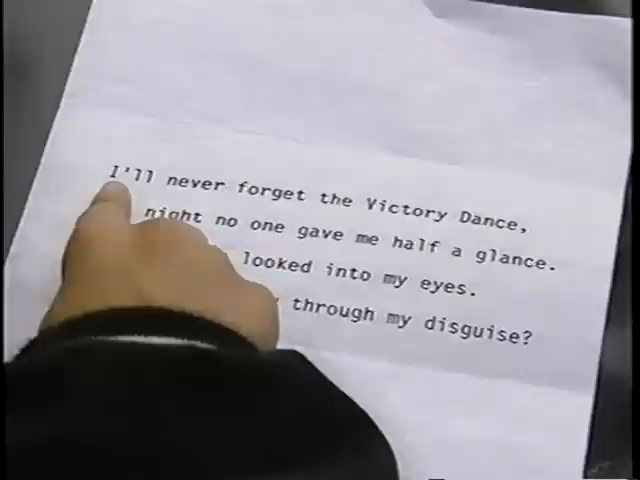 I'll never forget the Victory Dance,
night no one gave me half a glance.
looked into my eyes.
through my disguise?